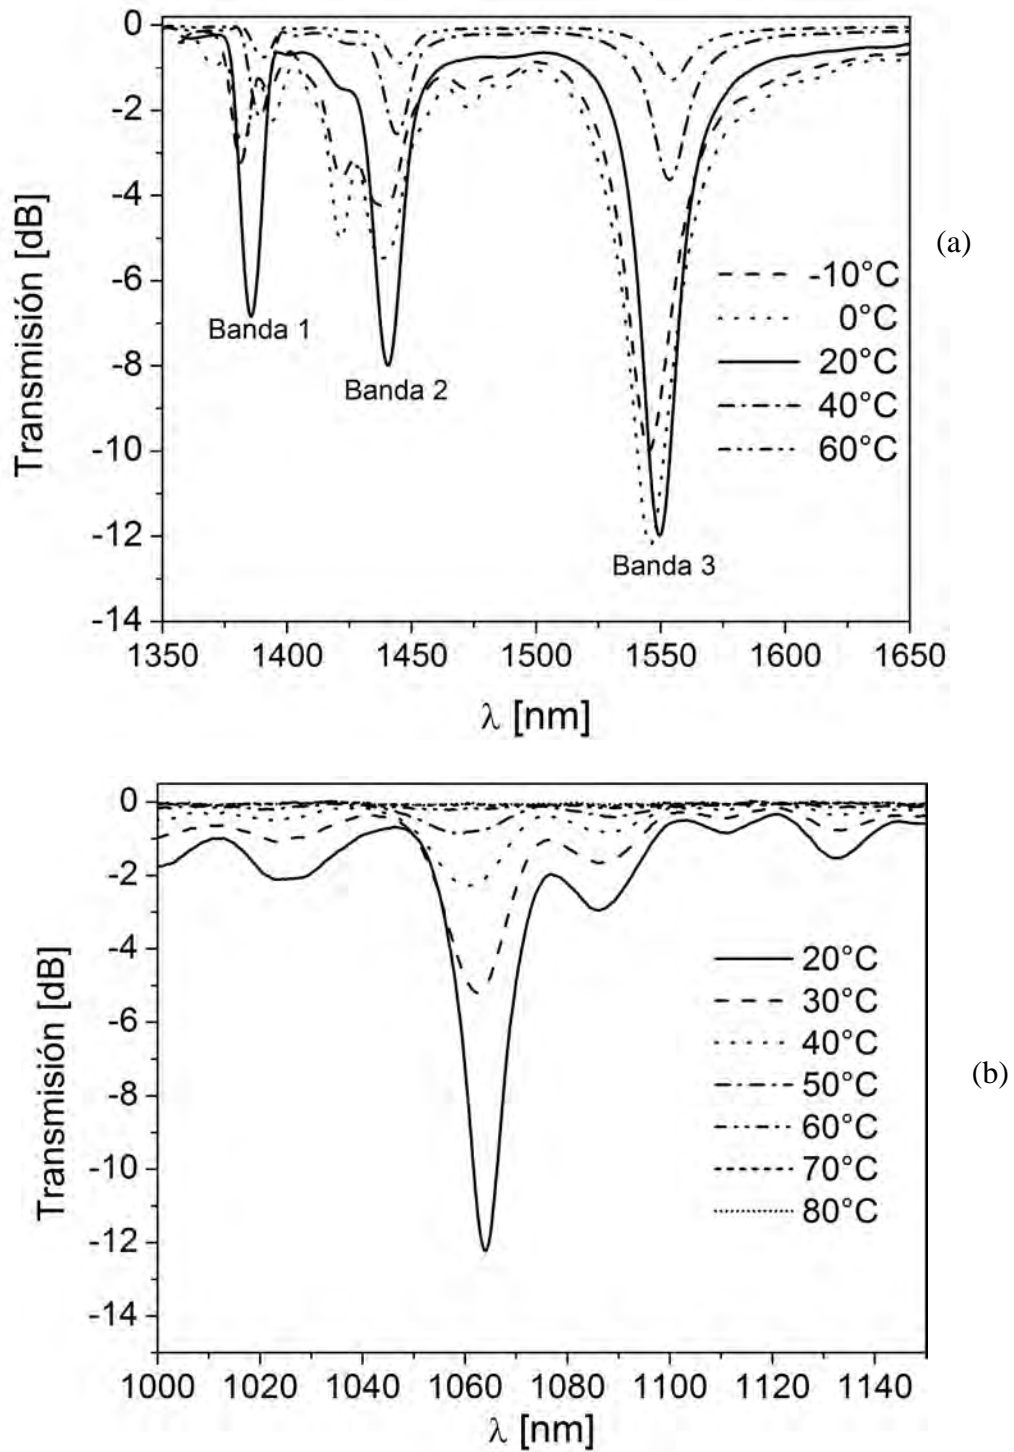 0
-2
-4
-6
-8
-10
-12
-14
Transmisión [dB]
Banda 1
Banda 2
Banda 3
-10°C
0°C
20°C
40°C
60°C
(a)
1350 1400 1450 1500 1550 1600 1650
λ [nm]
0
-2
-4
-6
-8
-10
-12
-14
Transmisión [dB]
20°C
30°C
40°C
50°C
60°C
70°C
80°C
(b)
1000 1020 1040 1060 1080 1100 1120 1140
λ [nm]